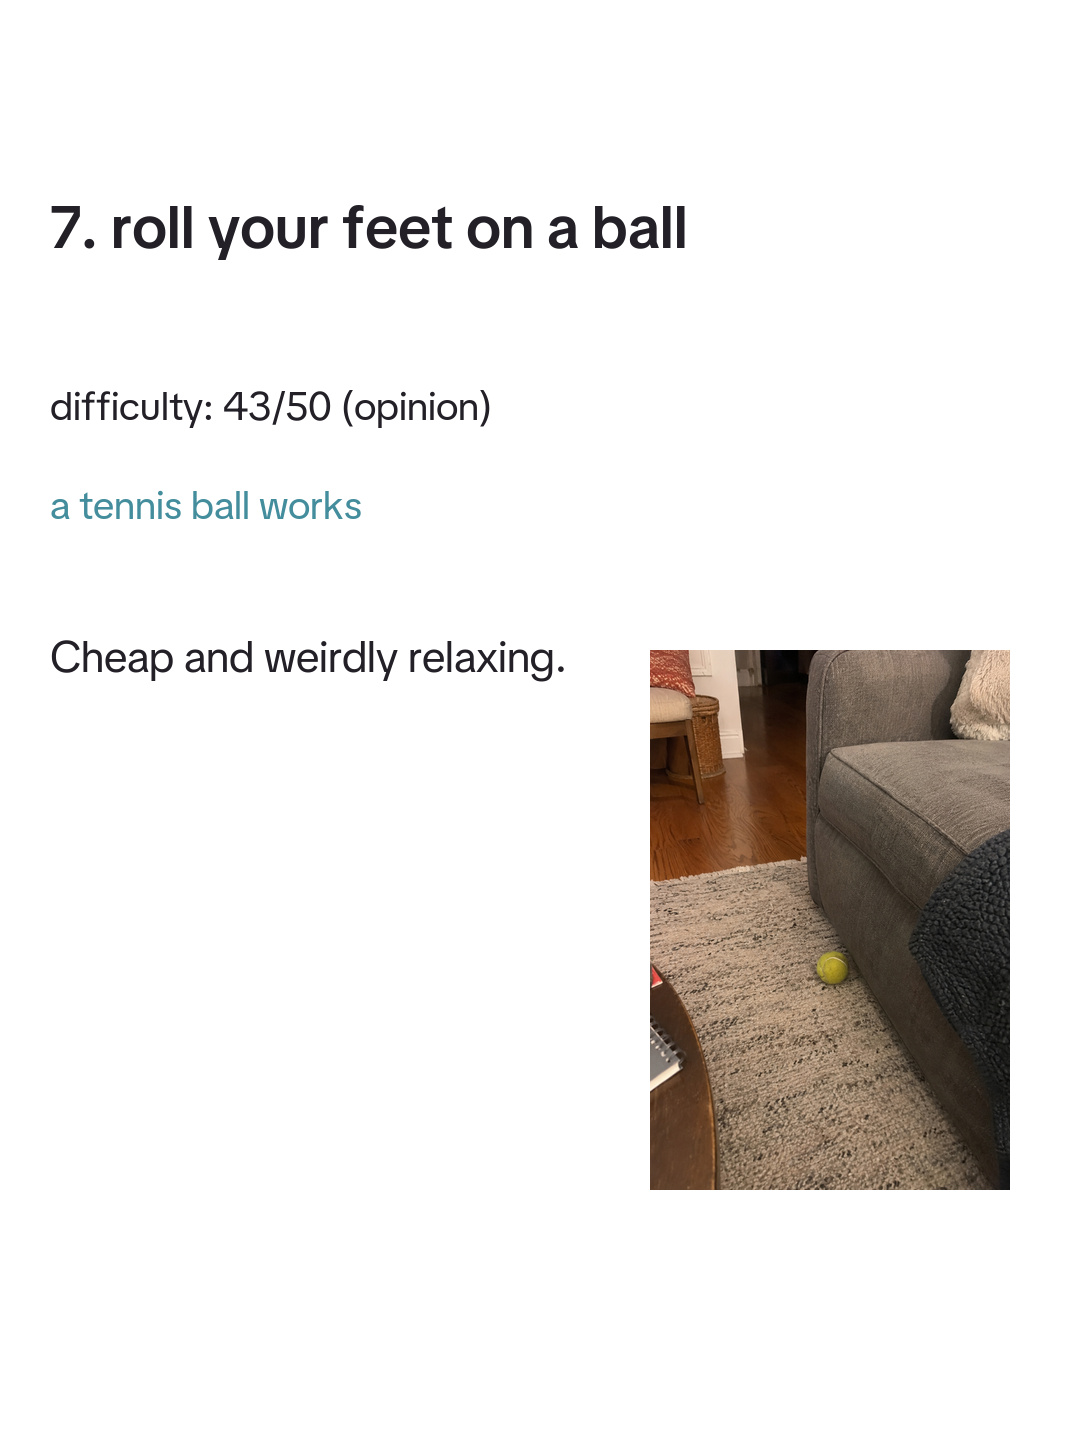 7. roll your feet on a ball
difficulty: 43/50 (opinion)
a tennis ball works
Cheap and weirdly relaxing.